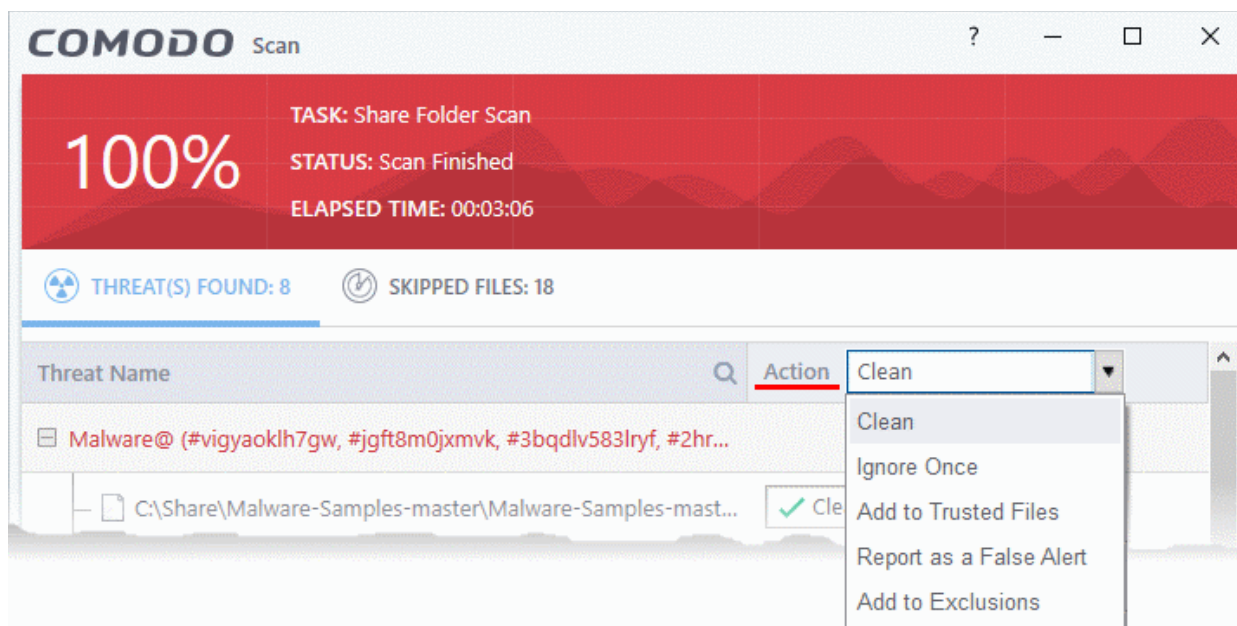 COMODO Scan ?
100%
TASK: Share Folder Scan
STATUS: Scan Finished
ELAPSED TIME: 00:03:06
THREAT(S) FOUND: 8 SKIPPED FILES: 18
Threat Name Action Clean
Malware@ (#vigyaoklh7gw, #jgft8m0jxmvk, #3bqdlv583lryf, #2hr...
C:\Share\Malware-Samples-master\Malware-Samples-mast... Cle
Clean
Ignore Once
Add to Trusted Files
Report as a False Alert
Add to Exclusions